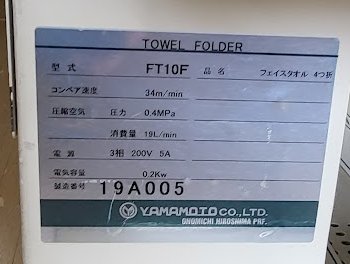 TOWEL FOLDER
型式 FT10F 品名 フェイスタオル 4つ折
コンベア速度 34m/min
圧縮空気 圧力 0.4MPa
消費量 19L/min
電源 3相 200V 5A
電気容量 0.2Kw
製造番号 19A005
YAMAMOTO CO.,LTD.
ONOMICHI HIROSHIMA PRF.